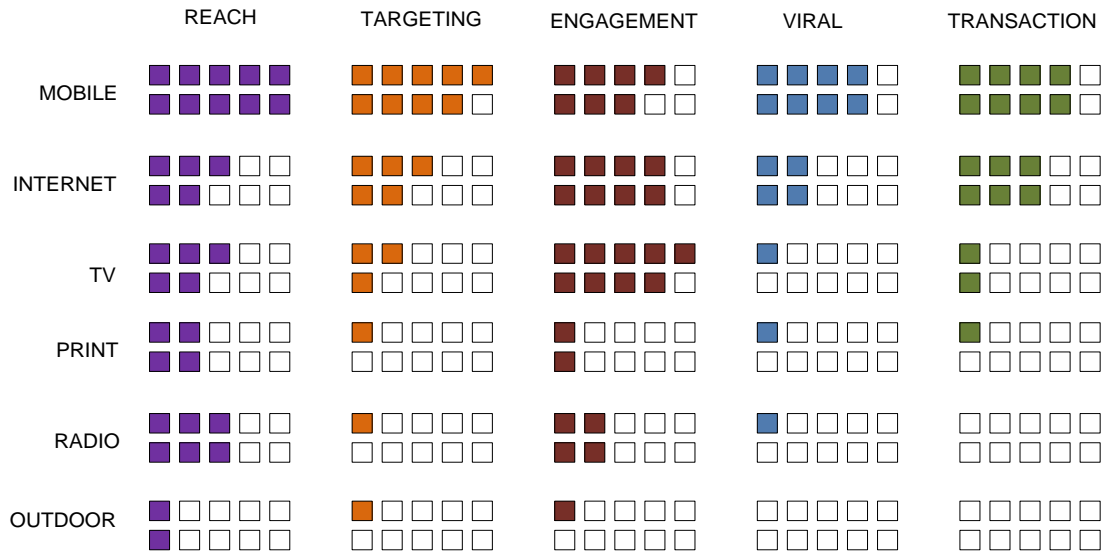 REACH TARGETING ENGAGEMENT VIRAL TRANSACTION
MOBILE
INTERNET
TV
PRINT
RADIO
OUTDOOR